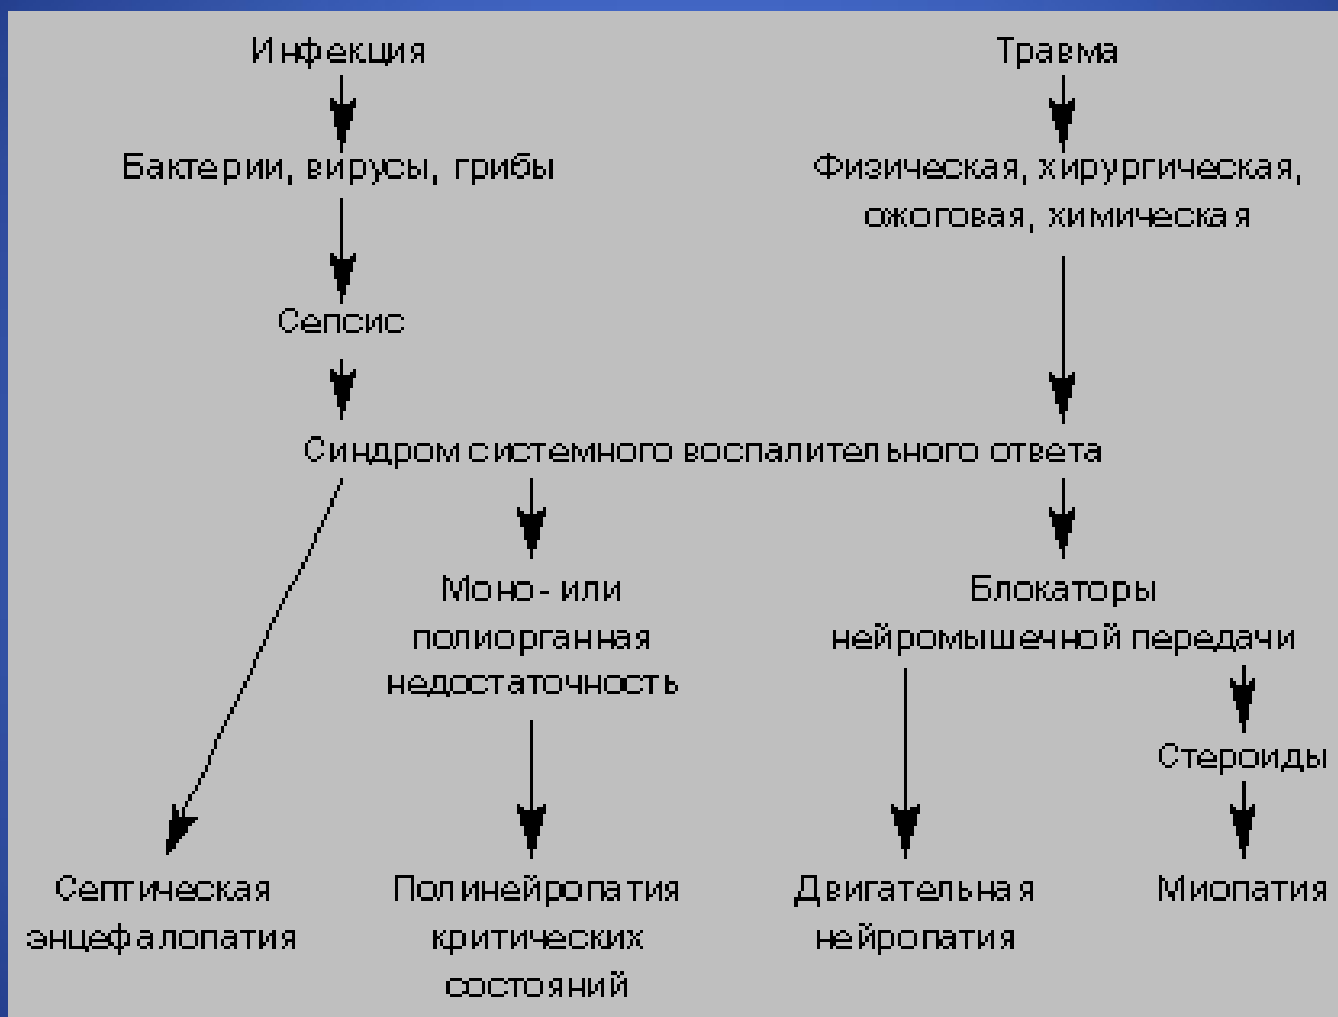 Инфекция
Травма
Бактерии, вирусы, грибы
Физическая, хирургическая,
ожоговая, химическая
Сепсис
Синдром системного воспалительного ответа
Моно- или
полиорганная
недостаточность
Блокаторы
нейромышечной передачи
Стероиды
Септическая
энцефалопатия
Полинейропатия
критических
состояний
Двигательная
нейропатия
Миопатия